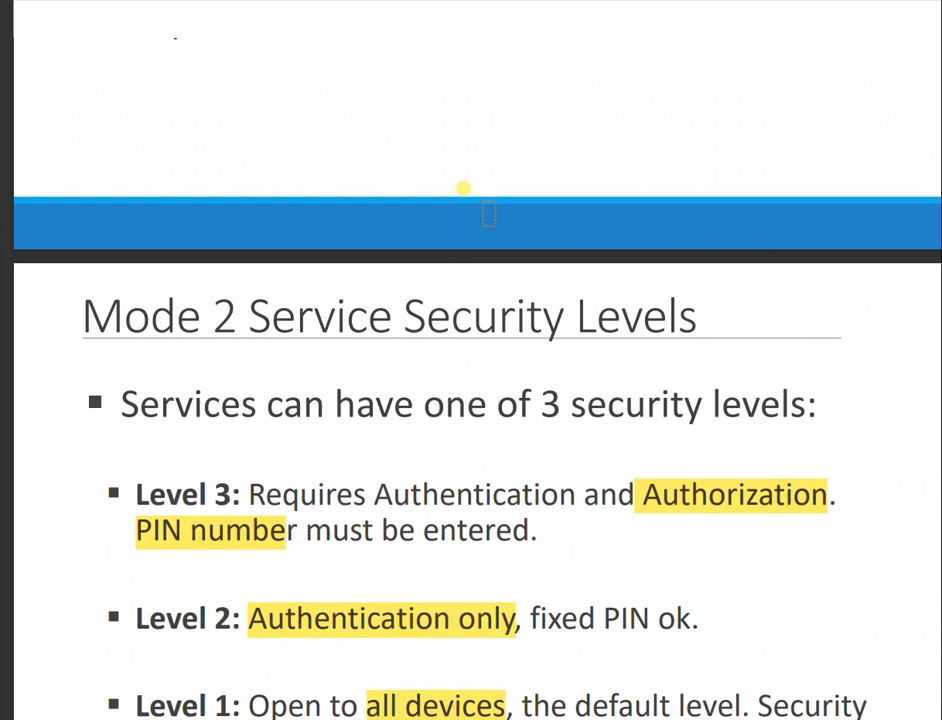 Mode 2 Service Security Levels
▪ Services can have one of 3 security levels:
▪ Level 3: Requires Authentication and Authorization.
PIN number must be entered.
▪ Level 2: Authentication only, fixed PIN ok.
▪ Level 1: Open to all devices, the default level. Security